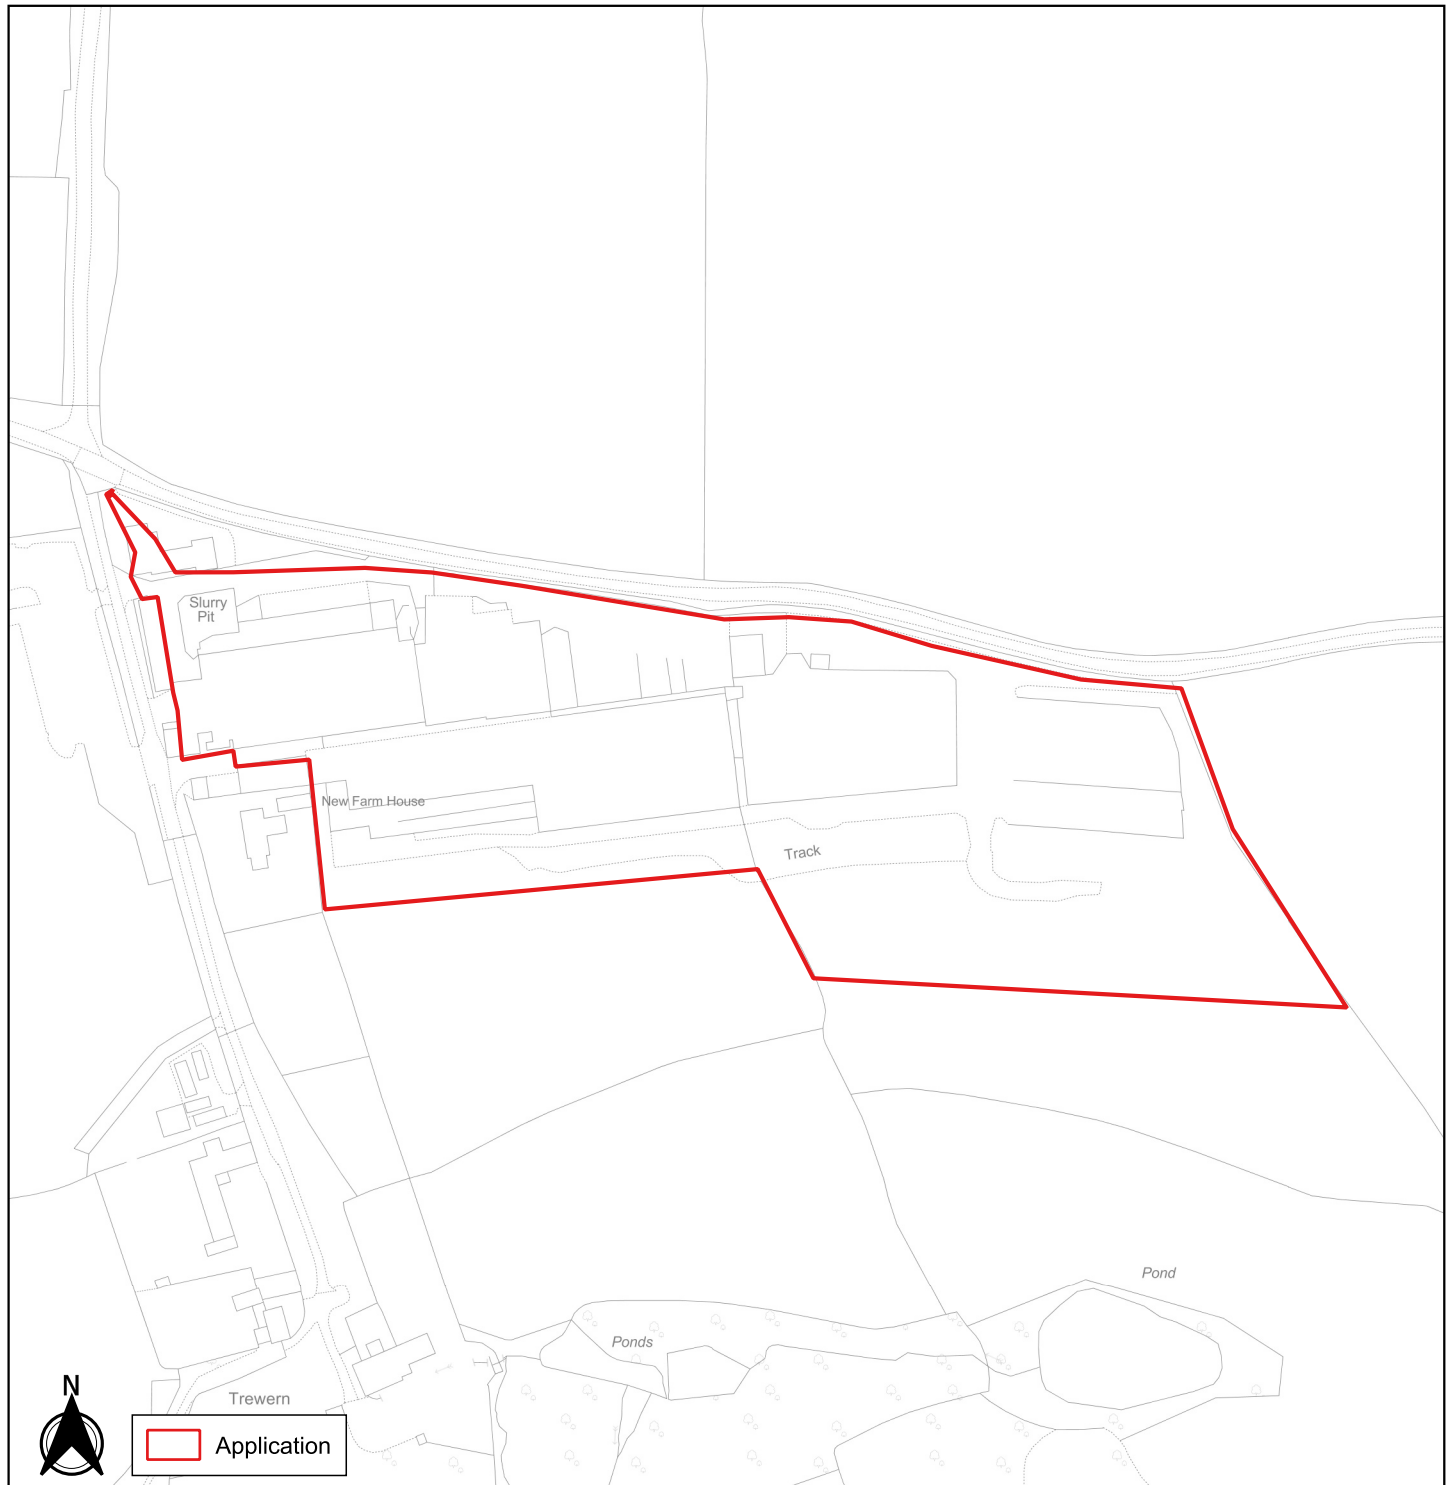 Slurry
Pit
New Farm House
Track
Pond
Ponds
Trewern
N
Application